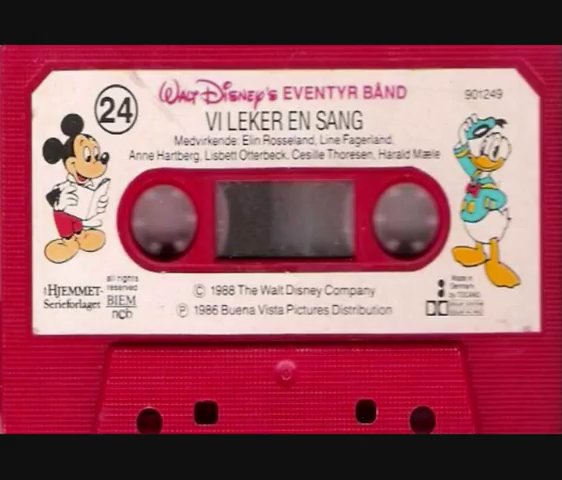 24
Walt Disney's EVENTYR BÅND
901249
VI LEKER EN SANG
Medvirkende: Elin Rosseland, Line Fagerland,
Anne Hartberg, Lisbett Otterbeck, Cesille Thoresen, Harald Mæle
HJEMMET-
Serieforlaget
all rights
reserved
BIEM
ncb
© 1988 The Walt Disney Company
℗ 1986 Buena Vista Pictures Distribution
Made in
Denmark